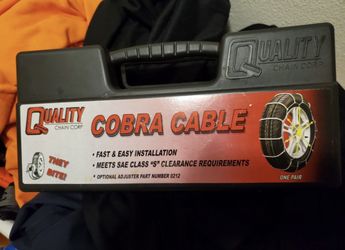 QUALITY
CHAIN CORP.
QUALITY
CHAIN CORP.
COBRA CABLE
• FAST & EASY INSTALLATION
• MEETS SAE CLASS "S" CLEARANCE REQUIREMENTS
• OPTIONAL ADJUSTER PART NUMBER 0212
THEY
BITE!
ONE PAIR